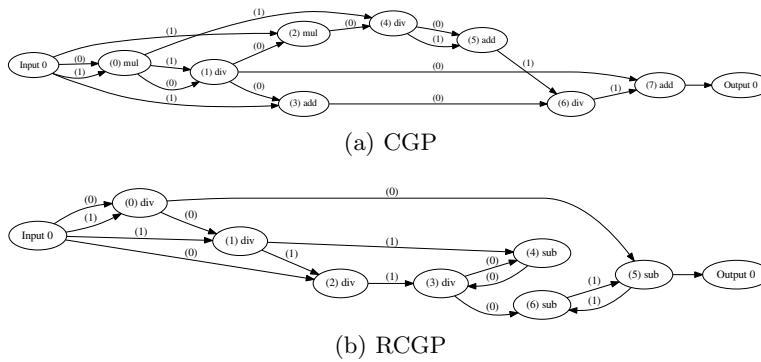 (1)
(4) div
(0)
(1)
(2) mul
(0)
(1)
(5) add
(1)
Input 0
(0)
(0) mul
(1)
(0)
(1)
(1) div
(0)
(0)
(1)
(7) add
Output 0
(0)
(1)
(3) add
(0)
(6) div
(a) CGP
(0)
(0) div
(0)
(1)
(0)
Input 0
(1)
(1) div
(1)
(4) sub
(0)
(1)
(0)
(0)
(5) sub
Output 0
(2) div
(1)
(3) div
(1)
(0)
(6) sub
(1)
(b) RCGP